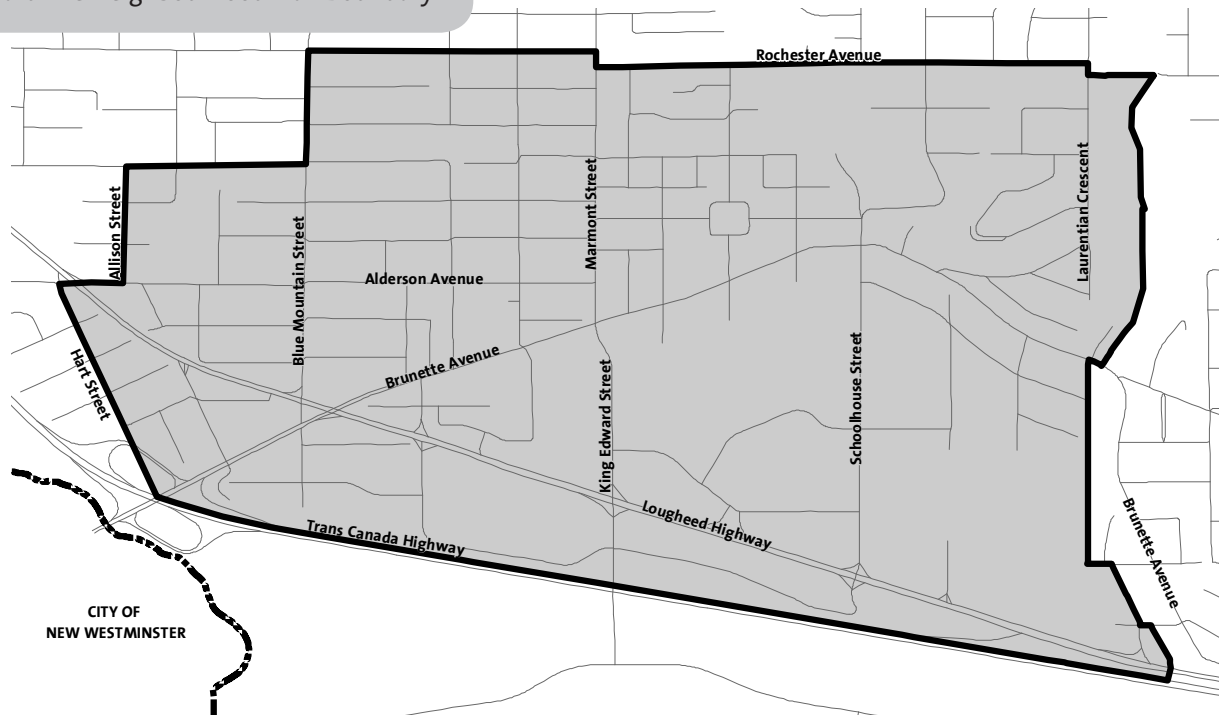 Rochester Avenue
Allison Street
Blue Mountain Street
Marmont Street
Laurentian Crescent
Alderson Avenue
Hart Street
Brunette Avenue
King Edward Street
Schoolhouse Street
Lougheed Highway
Trans Canada Highway
Brunette Avenue
CITY OF
NEW WESTMINSTER